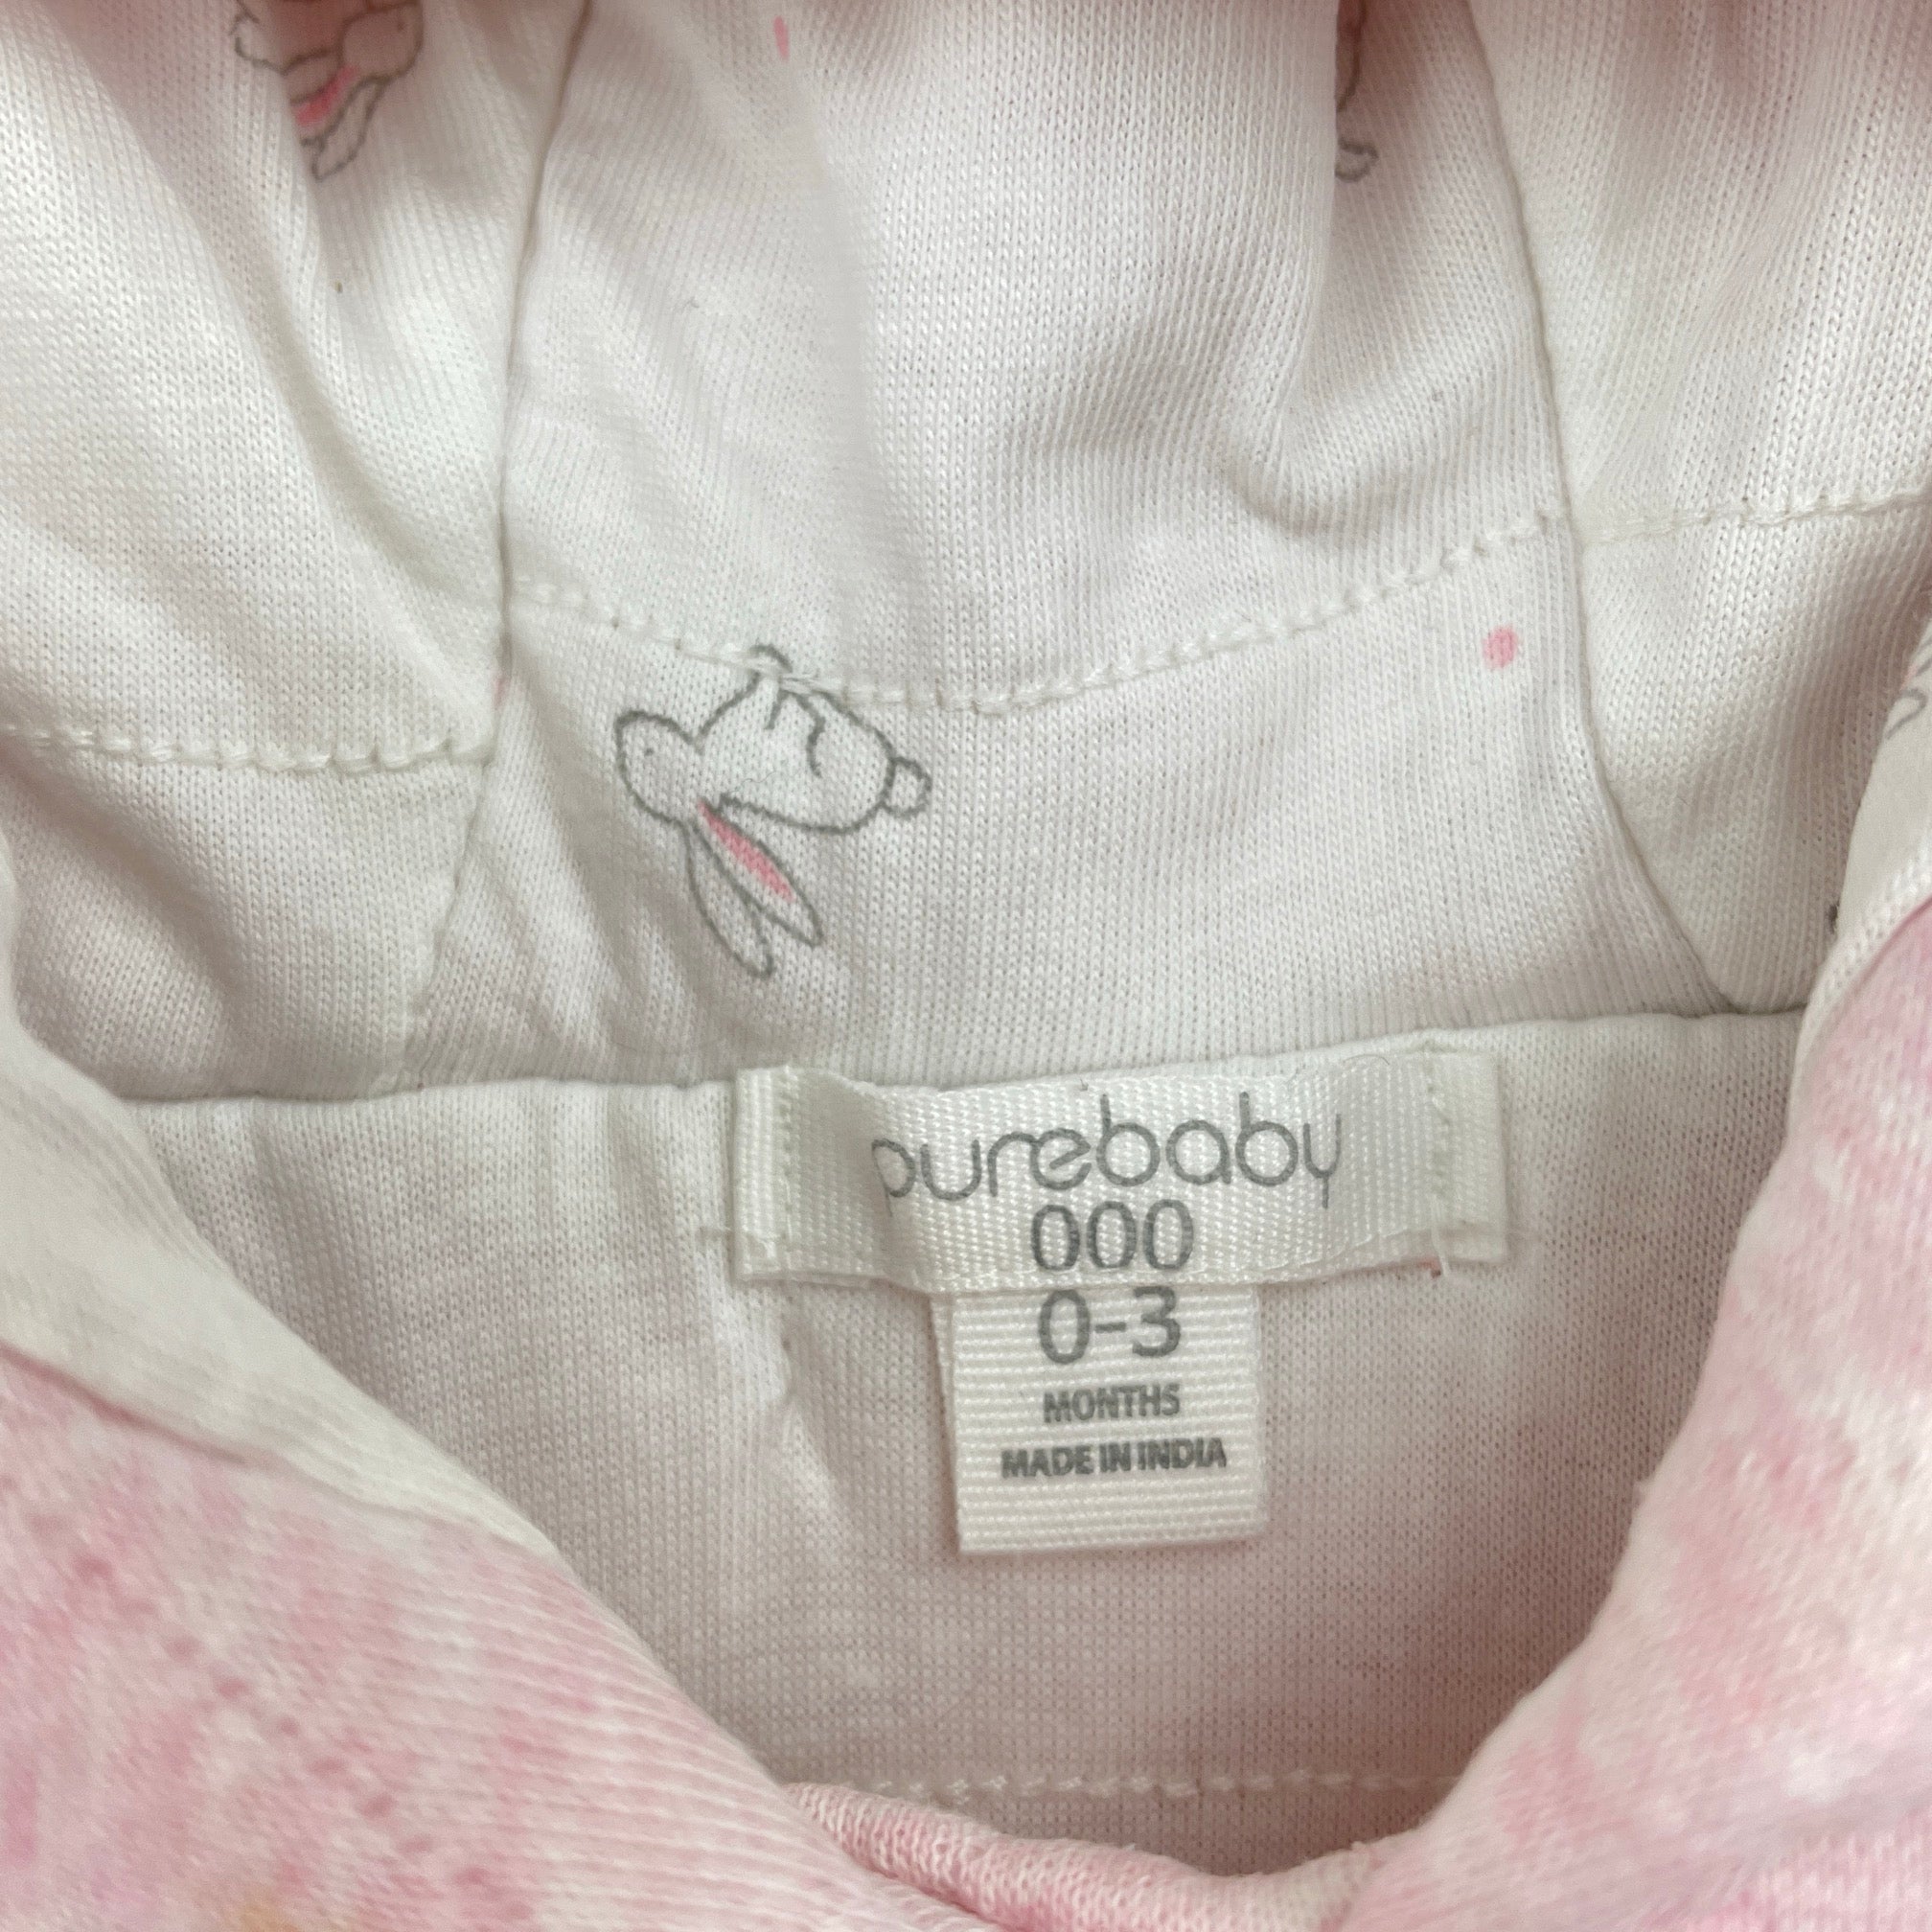 purebaby
000
0-3
MONTHS
MADE IN INDIA